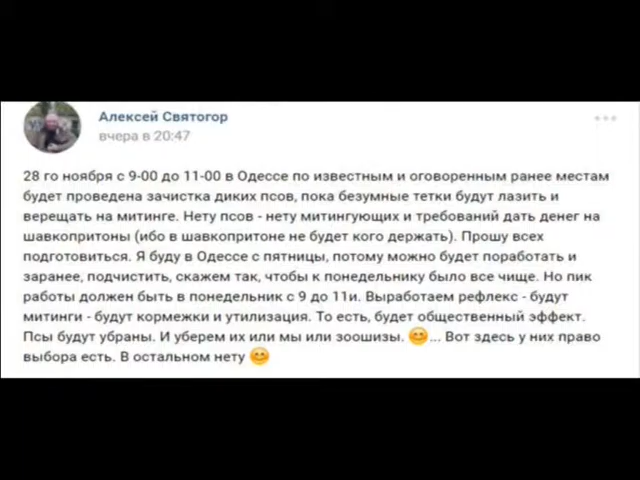 Алексей Святогор
вчера в 20:47
28 го ноября с 9-00 до 11-00 в Одессе по известным и оговоренным ранее местам
будет проведена зачистка диких псов, пока безумные тетки будут лазить и
верещать на митинге. Нету псов - нету митингующих и требований дать денег на
шавкопритоны (ибо в шавкопритоне не будет кого держать). Прошу всех
подготовиться. Я буду в Одессе с пятницы, потому можно будет поработать и
заранее, подчистить, скажем так, чтобы к понедельнику было все чище. Но пик
работы должен быть в понедельник с 9 до 11и. Выработаем рефлекс - будут
митинги - будут кормежки и утилизация. То есть, будет общественный эффект.
Псы будут убраны. И уберем их или мы или зоошизы. 😊... Вот здесь у них право
выбора есть. В остальном нету 😊